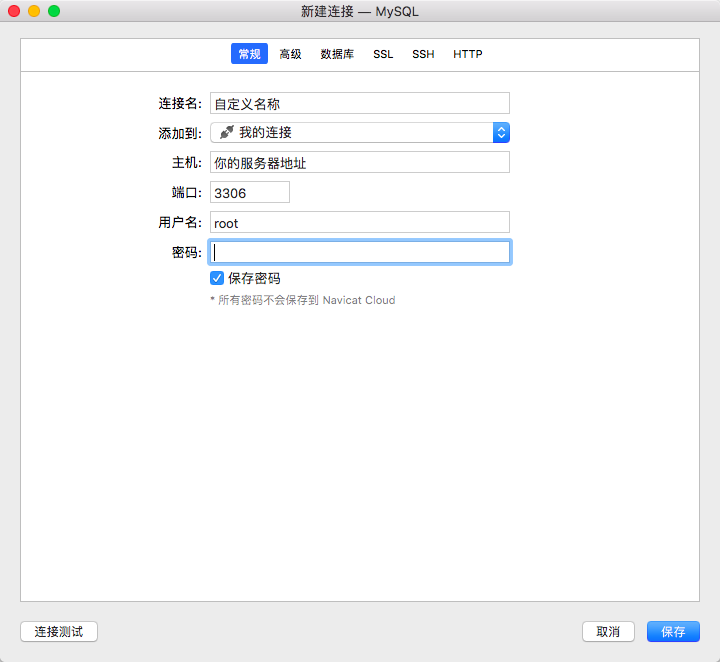 新建连接 — MySQL
常规 高级 数据库 SSL SSH HTTP
连接名: 自定义名称
添加到: 我的连接
主机: 你的服务器地址
端口: 3306
用户名: root
密码:
保存密码
* 所有密码不会保存到 Navicat Cloud
连接测试 取消 保存